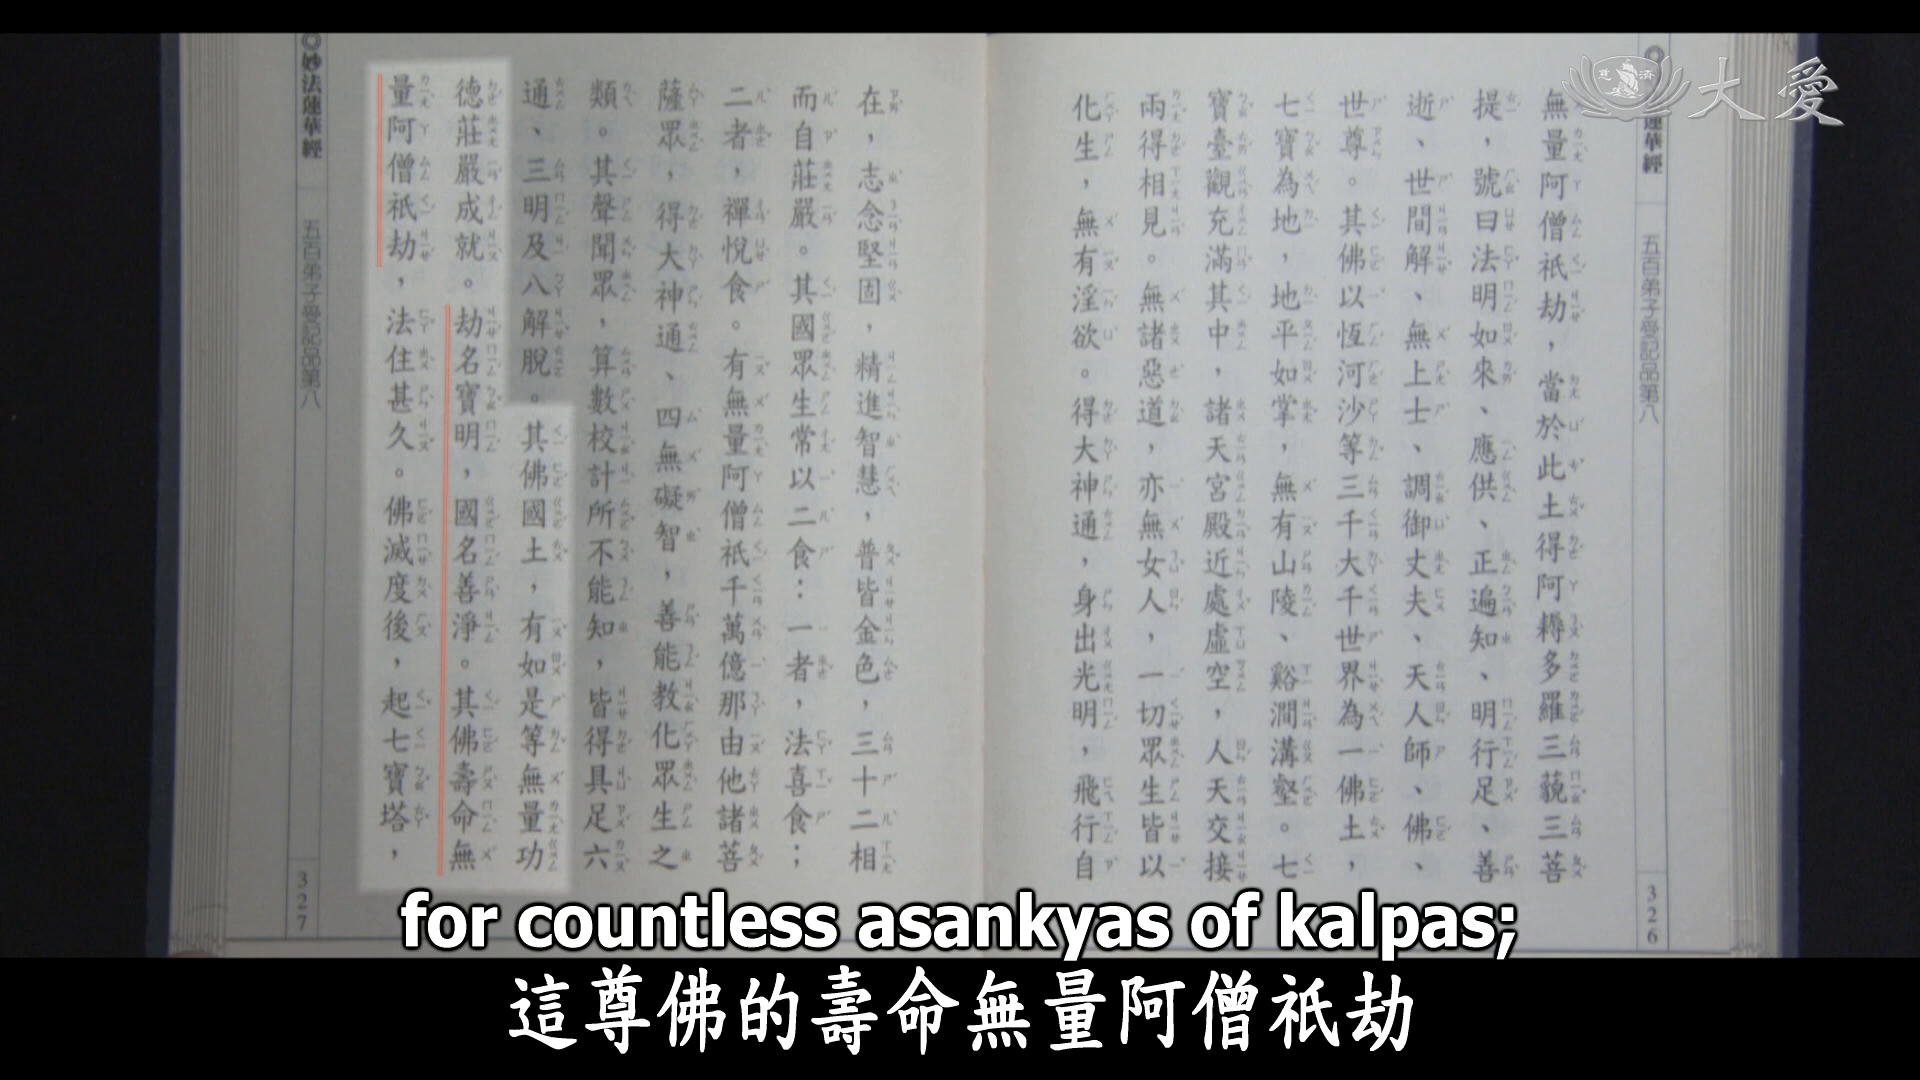 大愛
慈濟
蓮華經
五百弟子受記品第八
326
無量阿僧祇劫，當於此土得阿耨多羅三藐三菩
提，號曰法明如來、應供、正遍知、明行足、善
逝、世間解、無上士、調御丈夫、天人師、佛、
世尊。其佛以恆河沙等三千大千世界為一佛土，
七寶為地，地平如掌，無有山陵、谿澗溝壑。七
寶臺觀充滿其中，諸天宮殿近處虛空，人天交接
兩得相見。無諸惡道，亦無女人，一切眾生皆以
化生，無有淫欲。得大神通，身出光明，飛行自
在，志念堅固，精進智慧，普皆金色，三十二相
而自莊嚴。其國眾生常以二食：一者，法喜食；
二者，禪悅食。有無量阿僧祇千萬億那由他諸菩
薩眾，得大神通、四無礙智，善能教化眾生之
類。其聲聞眾，算數校計所不能知，皆得具足六
通、三明及八解脫。其佛國土，有如是等無量功
德莊嚴成就。劫名寶明，國名善淨。其佛壽命無
量阿僧祇劫，法住甚久。佛滅度後，起七寶塔，
妙法蓮華經
五百弟子受記品第八
327
for countless asankyas of kalpas;
這尊佛的壽命無量阿僧祇劫